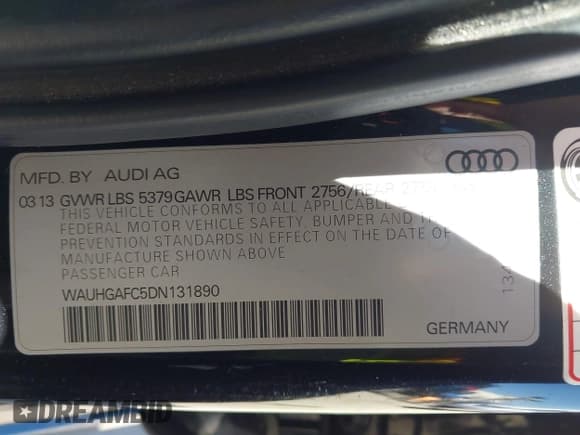 MFD. BY AUDI AG
03 13 GVWR LBS 5379 GAWR LBS FRONT 2756/REAR
THIS VEHICLE CONFORMS TO ALL APPLICABLE
FEDERAL MOTOR VEHICLE SAFETY, BUMPER AND
PREVENTION STANDARDS IN EFFECT ON THE DATE OF
MANUFACTURE SHOWN ABOVE
PASSENGER CAR
WAUHGAFC5DN131890
GERMANY
DREAMBID